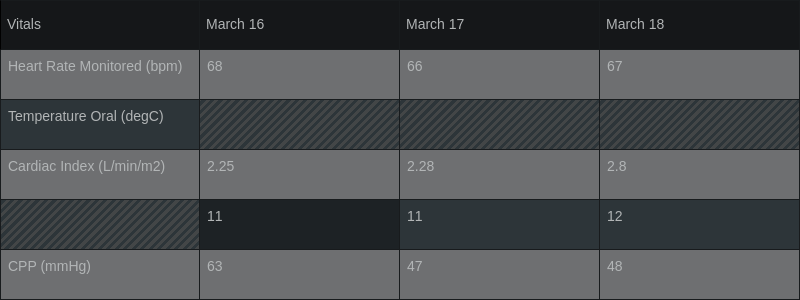 Vitals March 16 March 17 March 18
Heart Rate Monitored (bpm) 68 66 67
Temperature Oral (degC)
Cardiac Index (L/min/m2) 2.25 2.28 2.8
11 11 12
CPP (mmHg) 63 47 48